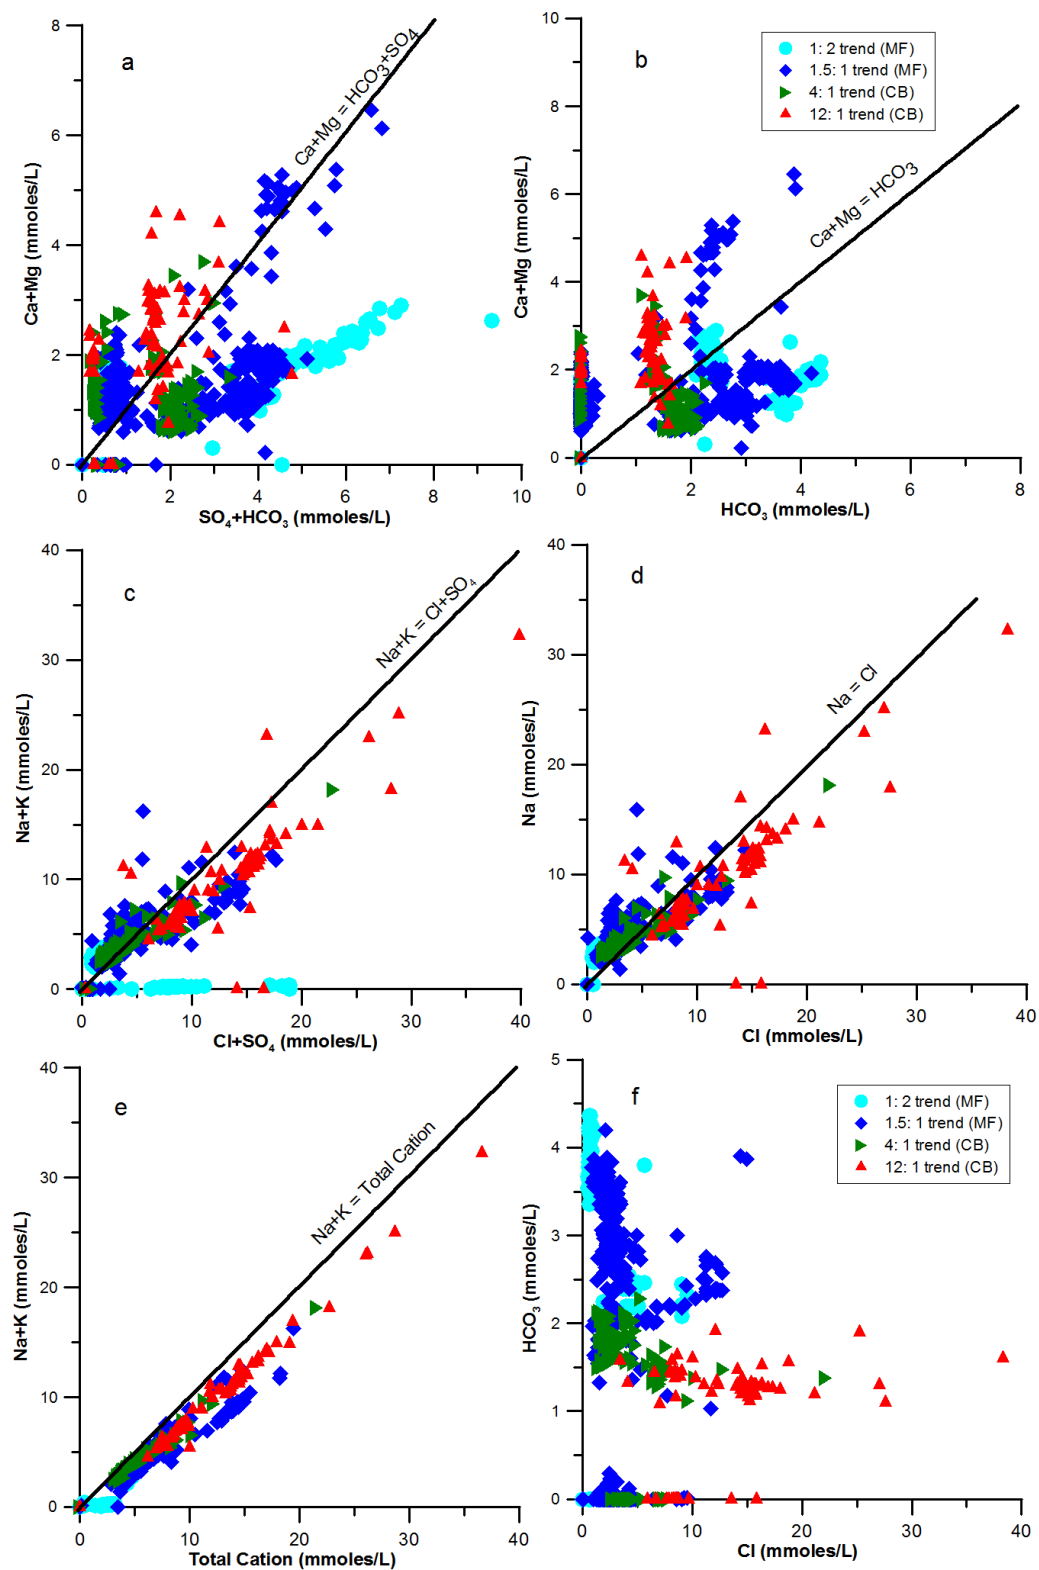 a
Ca+Mg = HCO3+SO4
Ca+Mg (mmoles/L)
8
6
4
2
0
0 2 4 6 8 10
SO4+HCO3 (mmoles/L)
b
1: 2 trend (MF)
1.5: 1 trend (MF)
4: 1 trend (CB)
12: 1 trend (CB)
Ca+Mg = HCO3
Ca+Mg (mmoles/L)
10
8
6
4
2
0
0 2 4 6 8
HCO3 (mmoles/L)
c
Na+K = Cl+SO4
Na+K (mmoles/L)
40
30
20
10
0
0 10 20 30 40
Cl+SO4 (mmoles/L)
d
Na = Cl
Na (mmoles/L)
40
30
20
10
0
0 10 20 30 40
Cl (mmoles/L)
e
Na+K = Total Cation
Na+K (mmoles/L)
40
30
20
10
0
0 10 20 30 40
Total Cation (mmoles/L)
f
1: 2 trend (MF)
1.5: 1 trend (MF)
4: 1 trend (CB)
12: 1 trend (CB)
HCO3 (mmoles/L)
5
4
3
2
1
0
0 10 20 30 40
Cl (mmoles/L)